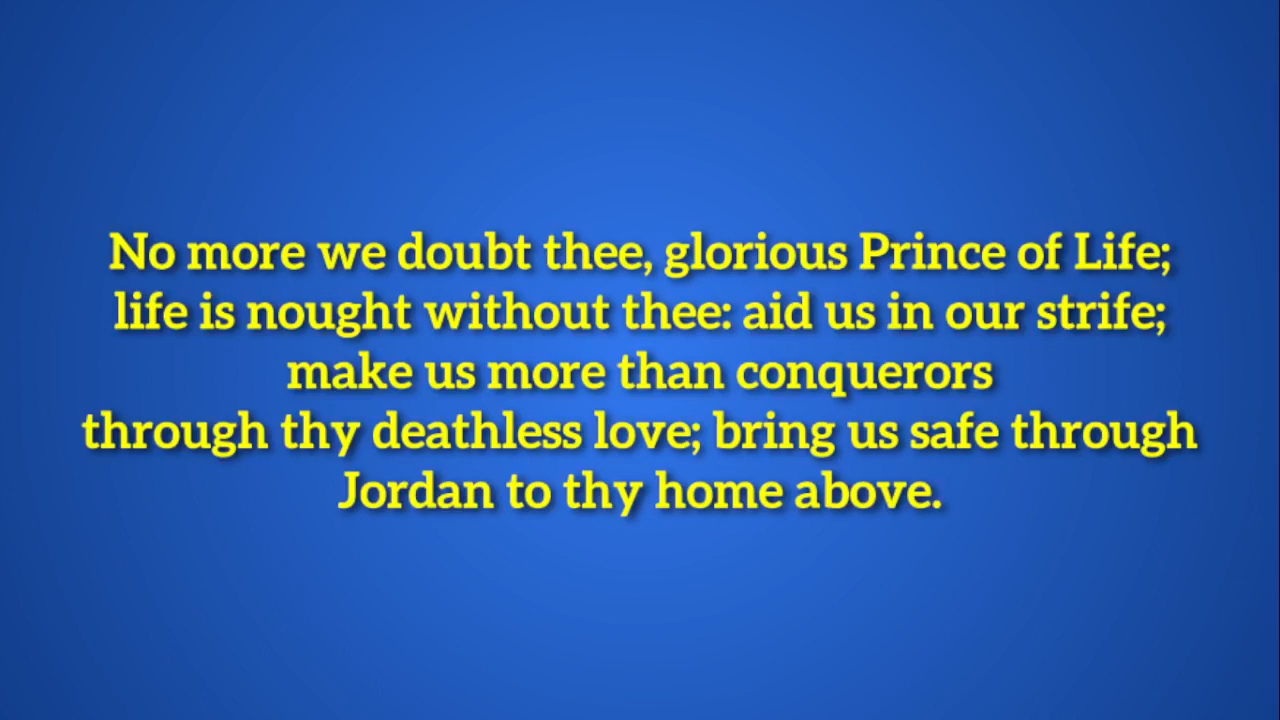 No more we doubt thee, glorious Prince of Life;
life is nought without thee: aid us in our strife;
make us more than conquerors
through thy deathless love; bring us safe through
Jordan to thy home above.